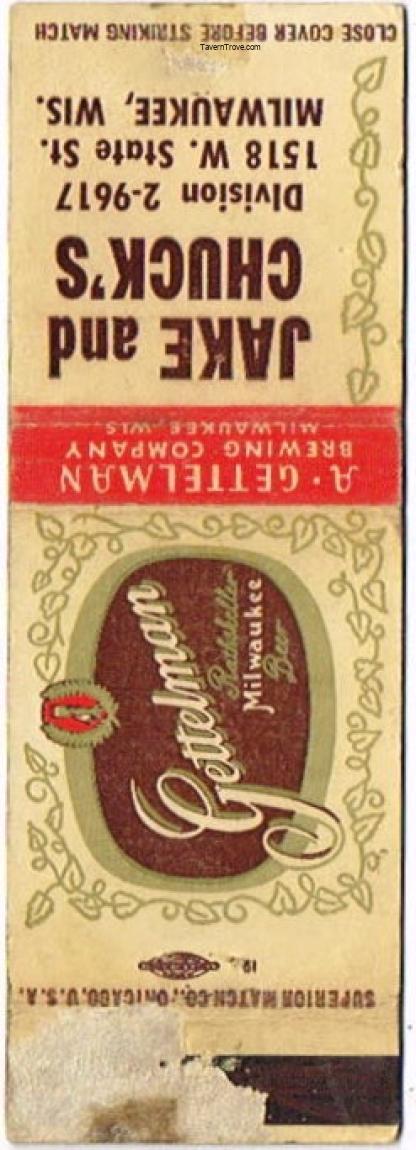 TavernTrove.com
CLOSE COVER BEFORE STRIKING MATCH
JAKE and
CHUCK'S
Division 2-9617
1518 W. State St.
MILWAUKEE, WIS.
A·GETTELMAN
BREWING COMPANY
MILWAUKEE, WIS.
Gettelman
Rathskeller
Milwaukee
Beer
19
SUPERIOR MATCH CO., CHICAGO, U.S.A.